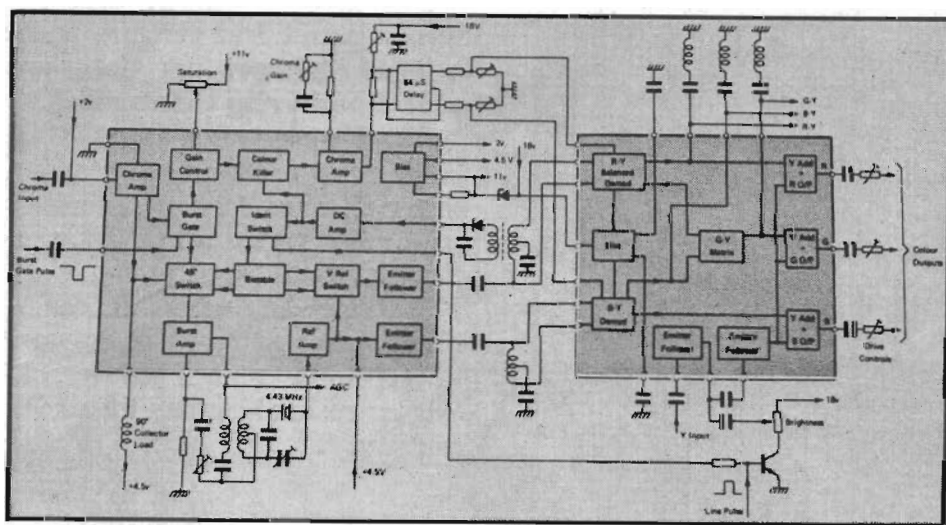 18V
+11v
Saturation
Chroma
Gain
64 µS
Delay
+2v
G-Y
B-Y
R-Y
Chroma
Input
Chroma
Amp
Gain
Control
Colour
Killer
Chroma
Amp
Bias
2v
4.5 V
11v
18v
R-Y
Balanced
Demod
Y Add
+
R O/P
R
Burst
Gate
Ident
Switch
DC
Amp
G-Y
Matrix
Y Add
+
G O/P
G
Colour
Outputs
Burst
Gate Pulse
45°
Switch
Bistable
V Ref
Switch
Emitter
Follower
Demod
Y Add
+
B O/P
Burst
Amp
Ref
Amp
Emitter
Follower
Emitter
Follower
Emitter
Follower
Drive
Controls
AGC
4.43 MHz
90°
Collector
Load
+4.5v
+4.5V
Y Input
18v
Brightness
Line Pulse